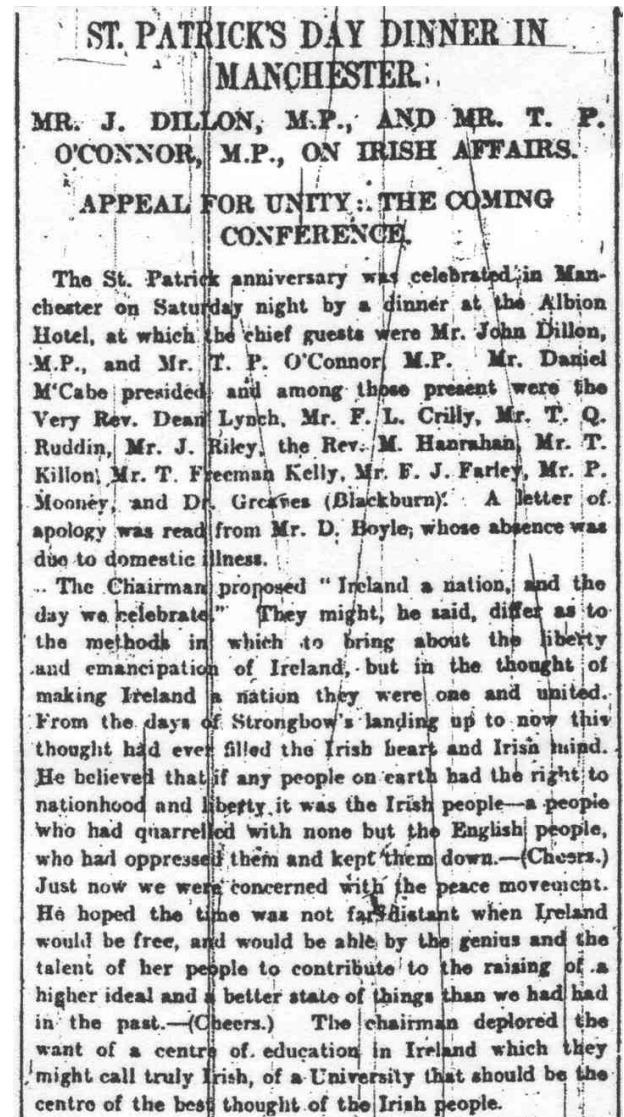 ST. PATRICK'S DAY DINNER IN
MANCHESTER.
MR. J. DILLON, M.P., AND MR. T. P.
O'CONNOR, M.P., ON IRISH AFFAIRS.
APPEAL FOR UNITY: THE COMING
CONFERENCE.
The St. Patrick anniversary was celebrated in Man-
chester on Saturday night by a dinner at the Albion
Hotel, at which the chief guests were Mr. John Dillon,
M.P., and Mr. T. P. O'Connor M.P. Mr. Daniel
M'Cabe presided, and among those present were the
Very Rev. Dean Lynch, Mr. F. L. Crilly, Mr. T. Q.
Ruddin, Mr. J. Riley, the Rev. M. Hanrahan, Mr. T.
Killon, Mr. T. Freeman Kelly, Mr. F. J. Farley, Mr. P.
Mooney, and Dr. Greaves (Blackburn). A letter of
apology was read from Mr. D. Boyle, whose absence was
due to domestic illness.
The Chairman proposed "Ireland a nation, and the
day we celebrate." They might, he said, differ as to
the methods in which to bring about the liberty
and emancipation of Ireland, but in the thought of
making Ireland a nation they were one and united.
From the days of Strongbow's landing up to now this
thought had ever filled the Irish heart and Irish mind.
He believed that if any people on earth had the right to
nationhood and liberty it was the Irish people—a people
who had quarrelled with none but the English people,
who had oppressed them and kept them down.—(Cheers.)
Just now we were concerned with the peace movement.
He hoped the time was not far distant when Ireland
would be free, and would be able by the genius and the
talent of her people to contribute to the raising of a
higher ideal and a better state of things than we had had
in the past.—(Cheers.) The chairman deplored the
want of a centre of education in Ireland which they
might call truly Irish, of a University that should be the
centre of the best thought of the Irish people.